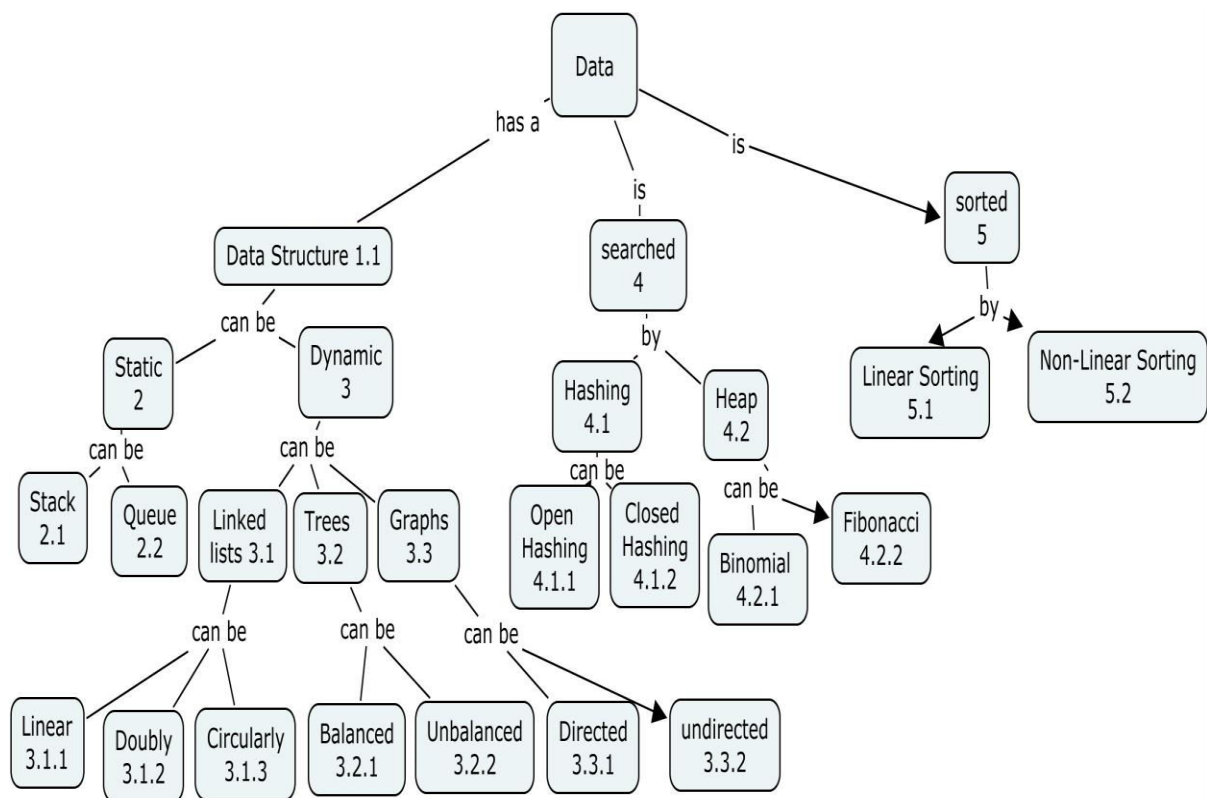 Data
has a
is
is
sorted
5
Data Structure 1.1
searched
4
can be
by
by
Static
2
Dynamic
3
Hashing
4.1
Heap
4.2
Linear Sorting
5.1
Non-Linear Sorting
5.2
can be
can be
can be
can be
Stack
2.1
Queue
2.2
Linked
lists 3.1
Trees
3.2
Graphs
3.3
Open
Hashing
4.1.1
Closed
Hashing
4.1.2
Binomial
4.2.1
Fibonacci
4.2.2
can be
can be
can be
Linear
3.1.1
Doubly
3.1.2
Circularly
3.1.3
Balanced
3.2.1
Unbalanced
3.2.2
Directed
3.3.1
undirected
3.3.2